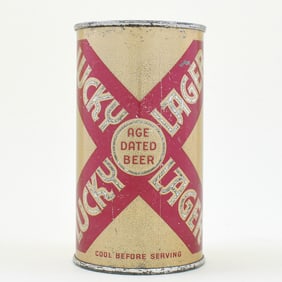 LUCKY LAGER
AGE
DATED
BEER
LUCKY LAGER
COOL BEFORE SERVING